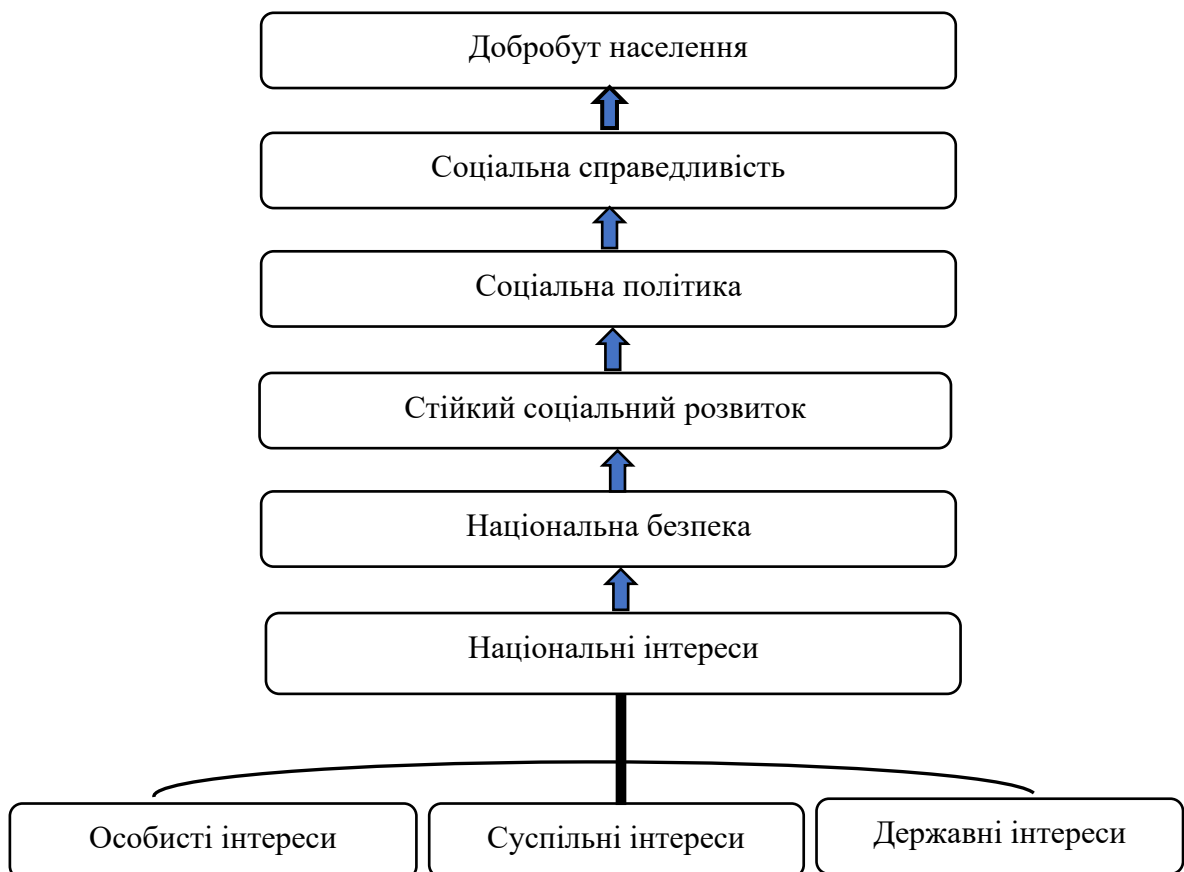 Добробут населення
Соціальна справедливість
Соціальна політика
Стійкий соціальний розвиток
Національна безпека
Національні інтереси
Особисті інтереси
Суспільні інтереси
Державні інтереси